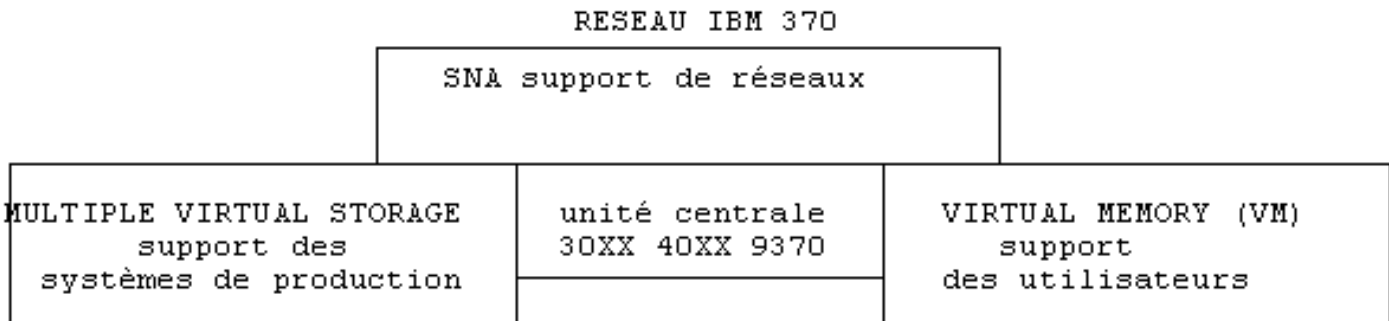 RESEAU IBM 370
SNA support de réseaux
MULTIPLE VIRTUAL STORAGE
support des
systèmes de production
unité centrale
30XX 40XX 9370
VIRTUAL MEMORY (VM)
support
des utilisateurs